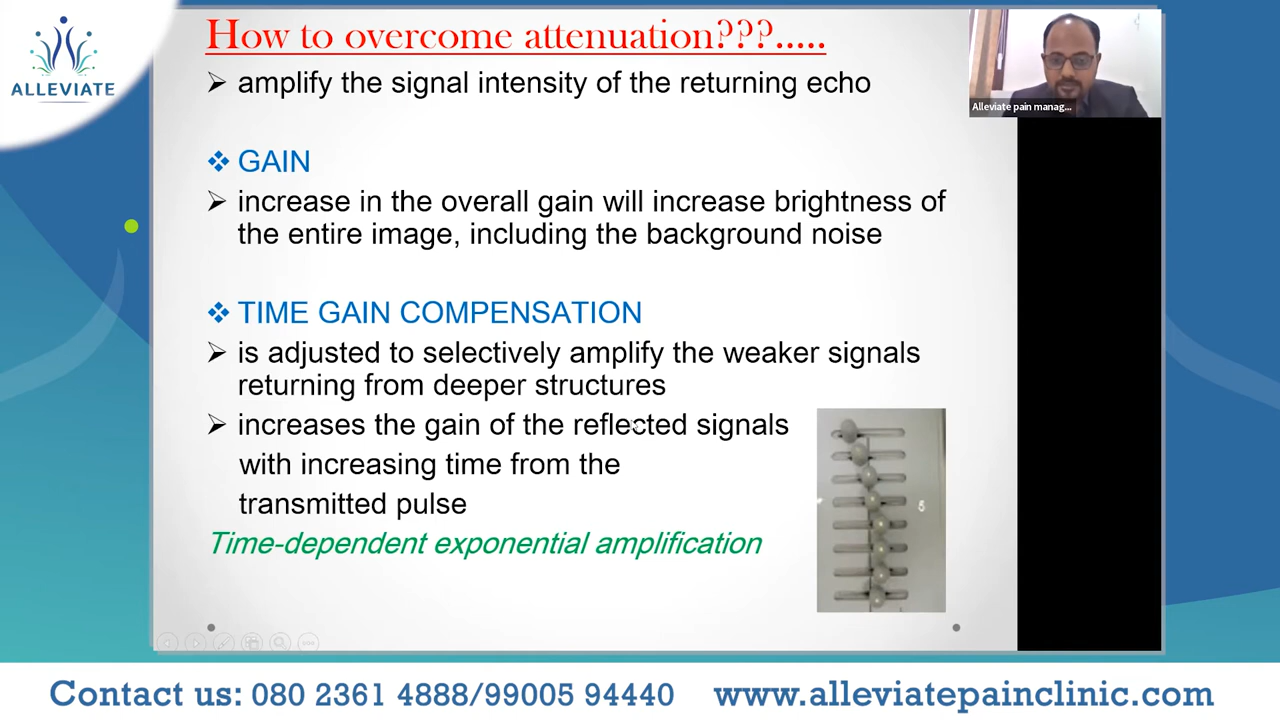 ALLEVIATE
How to overcome attenuation???.....
➢ amplify the signal intensity of the returning echo
Alleviate pain manag...
❖ GAIN
➢ increase in the overall gain will increase brightness of
the entire image, including the background noise
❖ TIME GAIN COMPENSATION
➢ is adjusted to selectively amplify the weaker signals
returning from deeper structures
➢ increases the gain of the reflected signals
with increasing time from the
transmitted pulse
Time-dependent exponential amplification
Contact us: 080 2361 4888/99005 94440 www.alleviatepainclinic.com